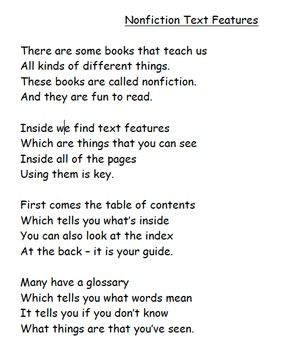 Nonfiction Text Features
There are some books that teach us
All kinds of different things.
These books are called nonfiction.
And they are fun to read.
Inside we find text features
Which are things that you can see
Inside all of the pages
Using them is key.
First comes the table of contents
Which tells you what's inside
You can also look at the index
At the back – it is your guide.
Many have a glossary
Which tells you what words mean
It tells you if you don't know
What things are that you've seen.